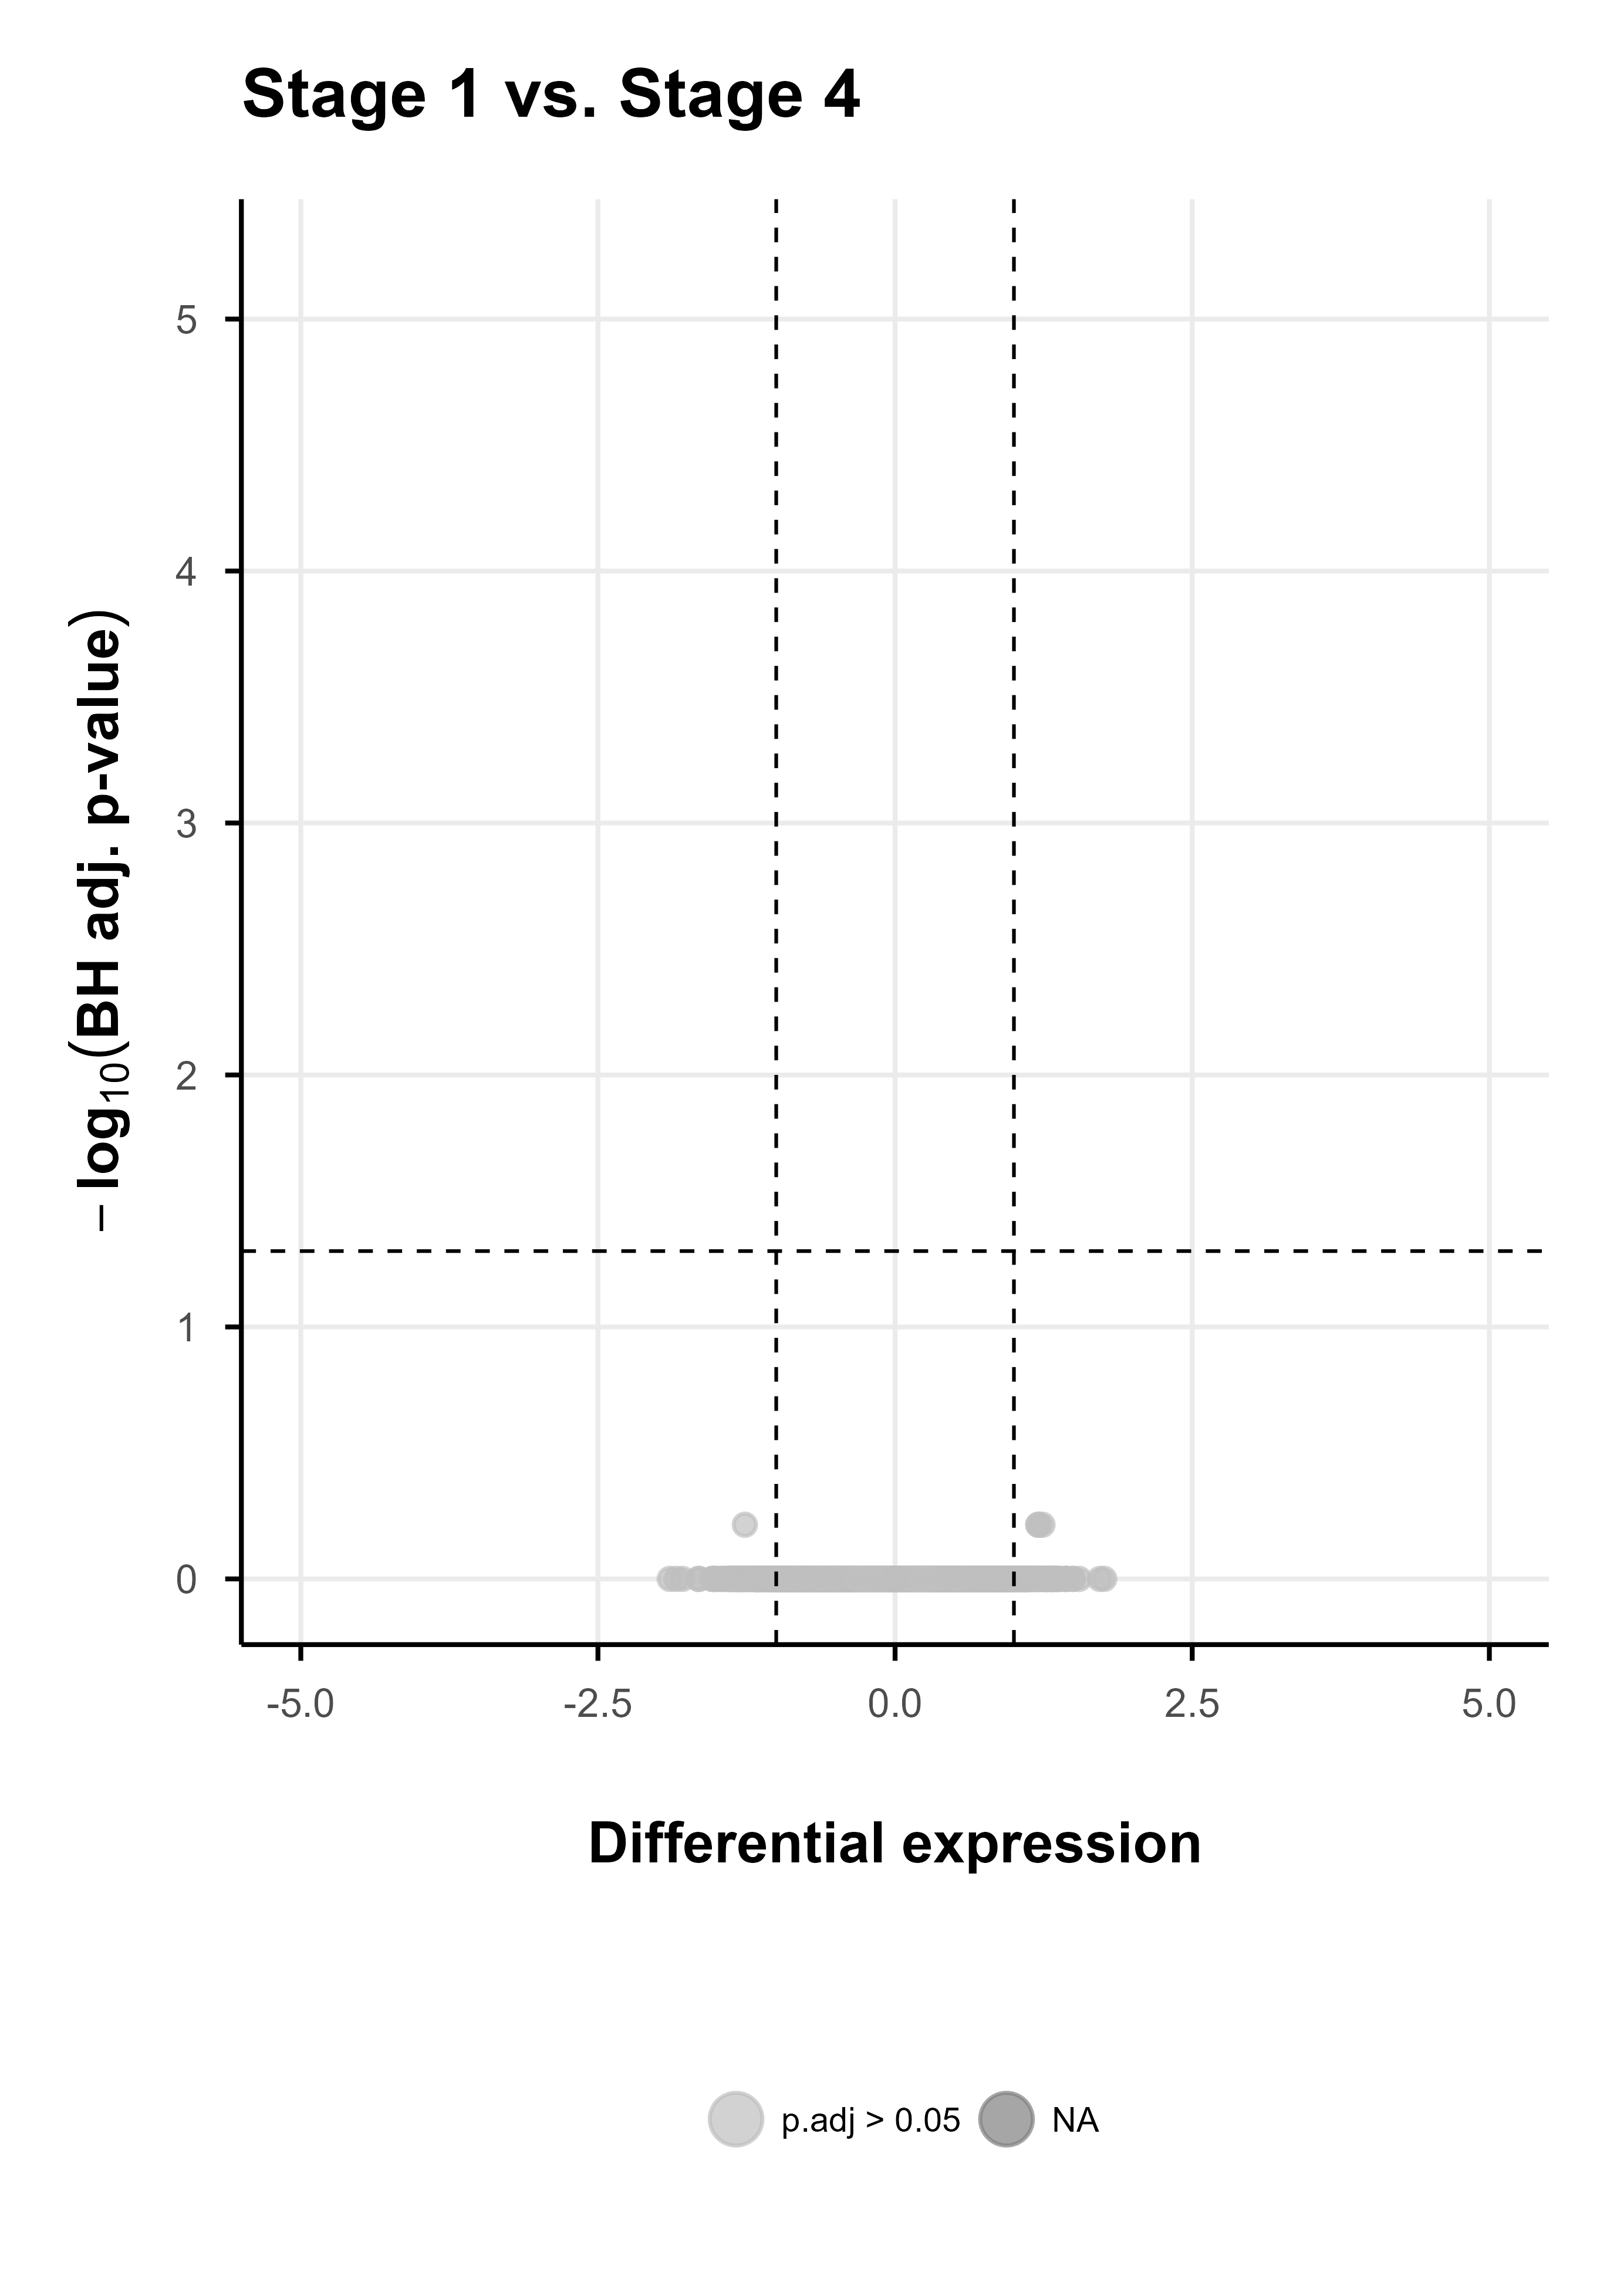 Stage 1 vs. Stage 4
− log10(BH adj. p-value)
5
4
3
2
1
0
-5.0 -2.5 0.0 2.5 5.0
Differential expression
p.adj > 0.05 NA